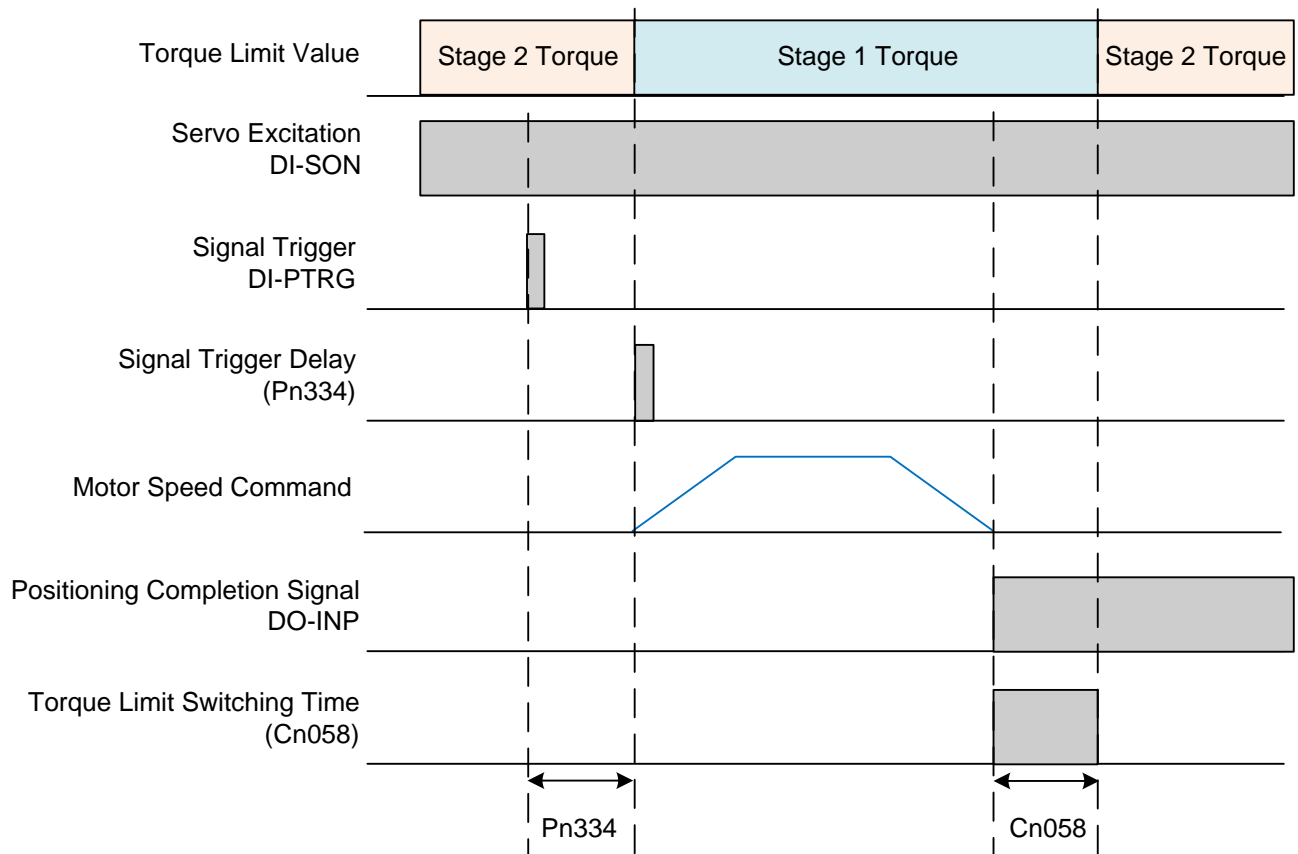 Torque Limit Value
Stage 2 Torque
Stage 1 Torque
Stage 2 Torque
Servo Excitation
DI-SON
Signal Trigger
DI-PTRG
Signal Trigger Delay
(Pn334)
Motor Speed Command
Positioning Completion Signal
DO-INP
Torque Limit Switching Time
(Cn058)
Pn334
Cn058